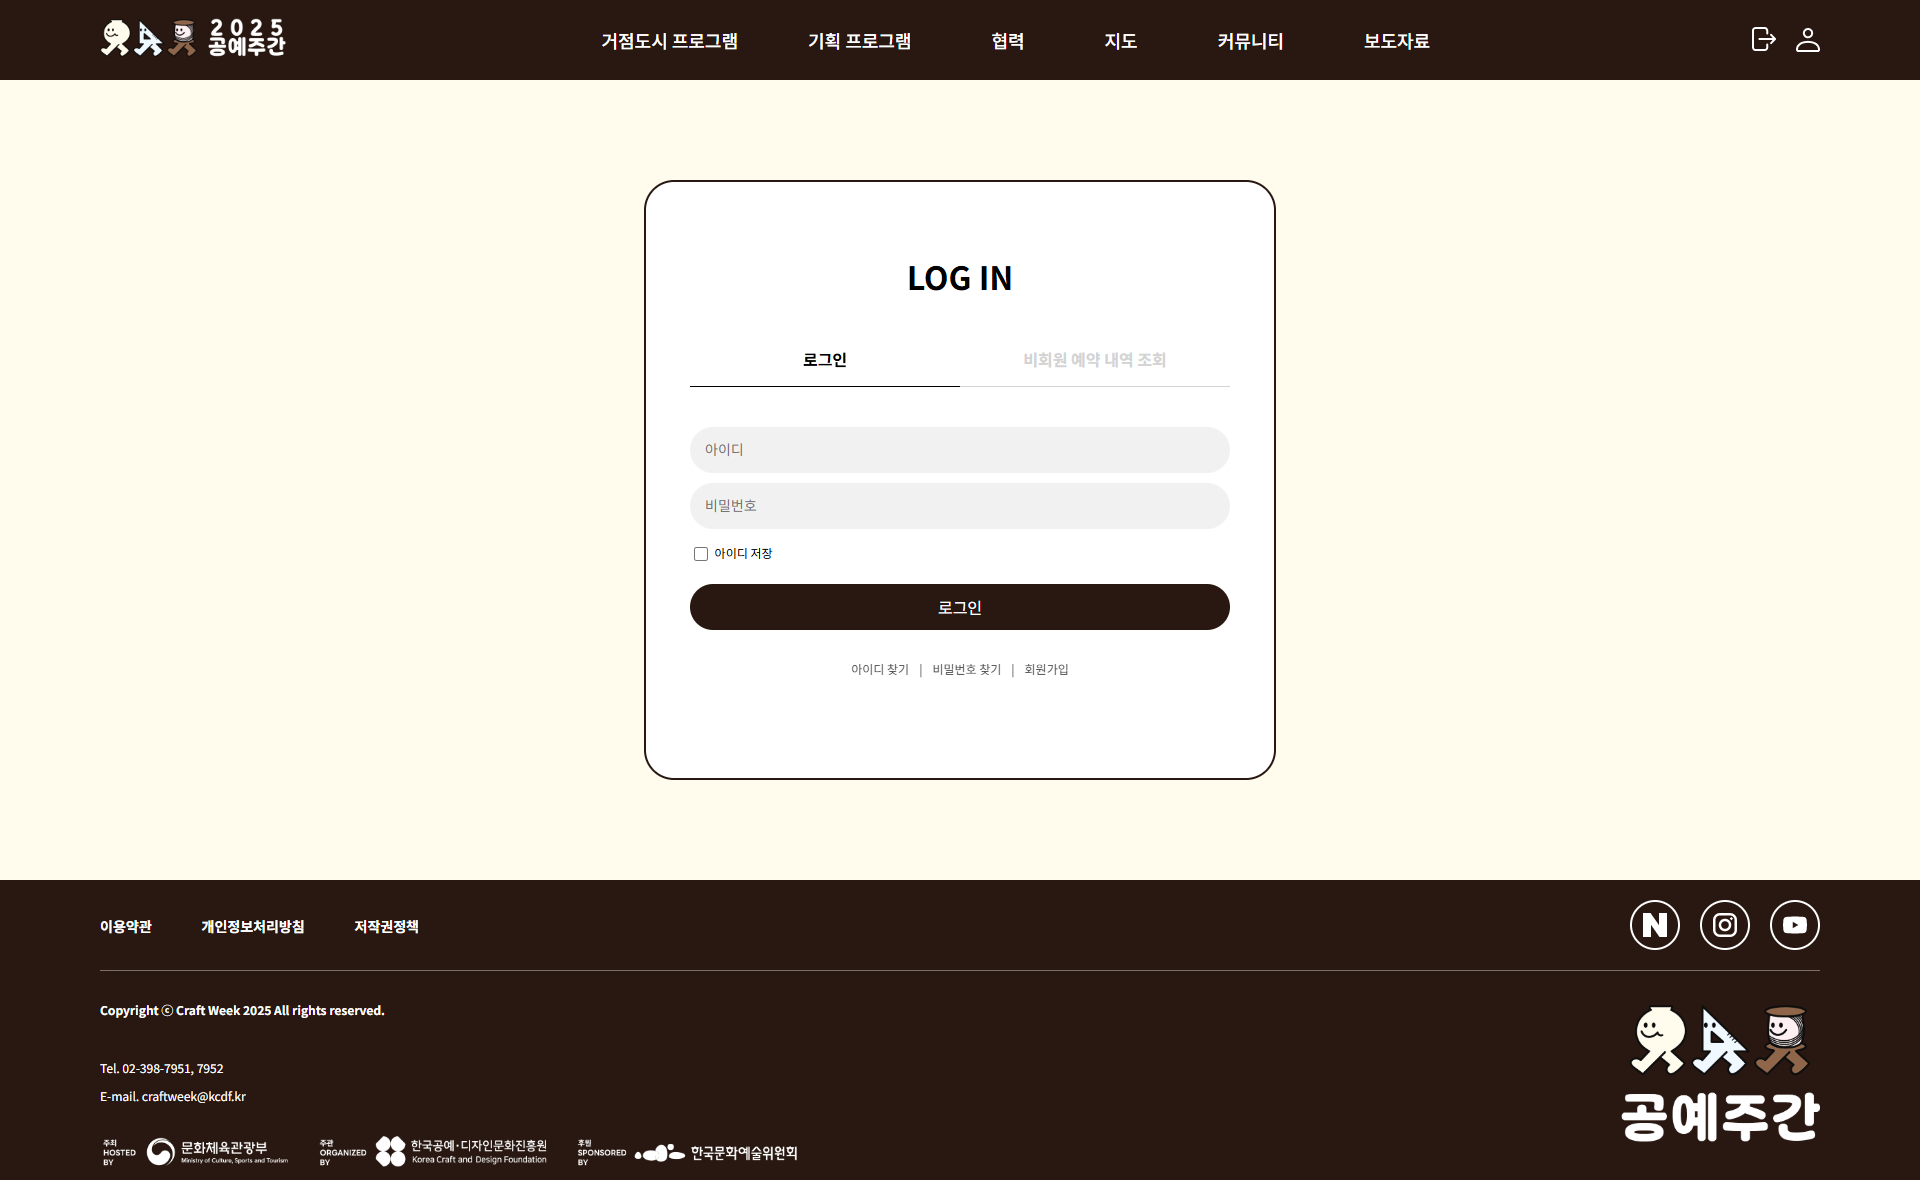 2025
공예주간
거점도시 프로그램
기획 프로그램
협력
지도
커뮤니티
보도자료
LOG IN
로그인
비회원 예약 내역 조회
아이디
비밀번호
아이디 저장
로그인
아이디 찾기 | 비밀번호 찾기 | 회원가입
이용약관
개인정보처리방침
저작권정책
N
Copyright ⓒ Craft Week 2025 All rights reserved.
Tel. 02-398-7951, 7952
E-mail. craftweek@kcdf.kr
주최
HOSTED
BY
문화체육관광부
Ministry of Culture, Sports and Tourism
주관
ORGANIZED
BY
한국공예·디자인문화진흥원
Korea Craft and Design Foundation
후원
SPONSORED
BY
한국문화예술위원회
공예주간